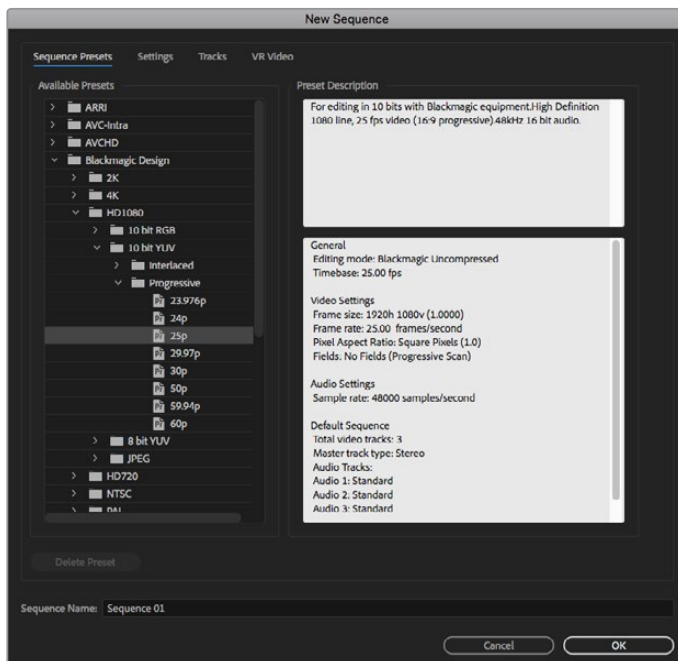 New Sequence
Sequence Presets Settings Tracks VR Video
Available Presets
ARRI
AVC-Intra
AVCHD
Blackmagic Design
2K
4K
HD1080
10 bit RGB
10 bit YUV
Interlaced
Progressive
23.976p
24p
25p
29.97p
30p
50p
59.94p
60p
8 bit YUV
JPEG
HD720
NTSC
PAL
Preset Description
For editing in 10 bits with Blackmagic equipment.High Definition
1080 line, 25 fps video (16:9 progressive).48kHz 16 bit audio.
General
Editing mode: Blackmagic Uncompressed
Timebase: 25.00 fps
Video Settings
Frame size: 1920h 1080v (1.0000)
Frame rate: 25.00 frames/second
Pixel Aspect Ratio: Square Pixels (1.0)
Fields: No Fields (Progressive Scan)
Audio Settings
Sample rate: 48000 samples/second
Default Sequence
Total video tracks: 3
Master track type: Stereo
Audio Tracks:
Audio 1: Standard
Audio 2: Standard
Audio 3: Standard
Delete Preset
Sequence Name: Sequence 01
Cancel OK